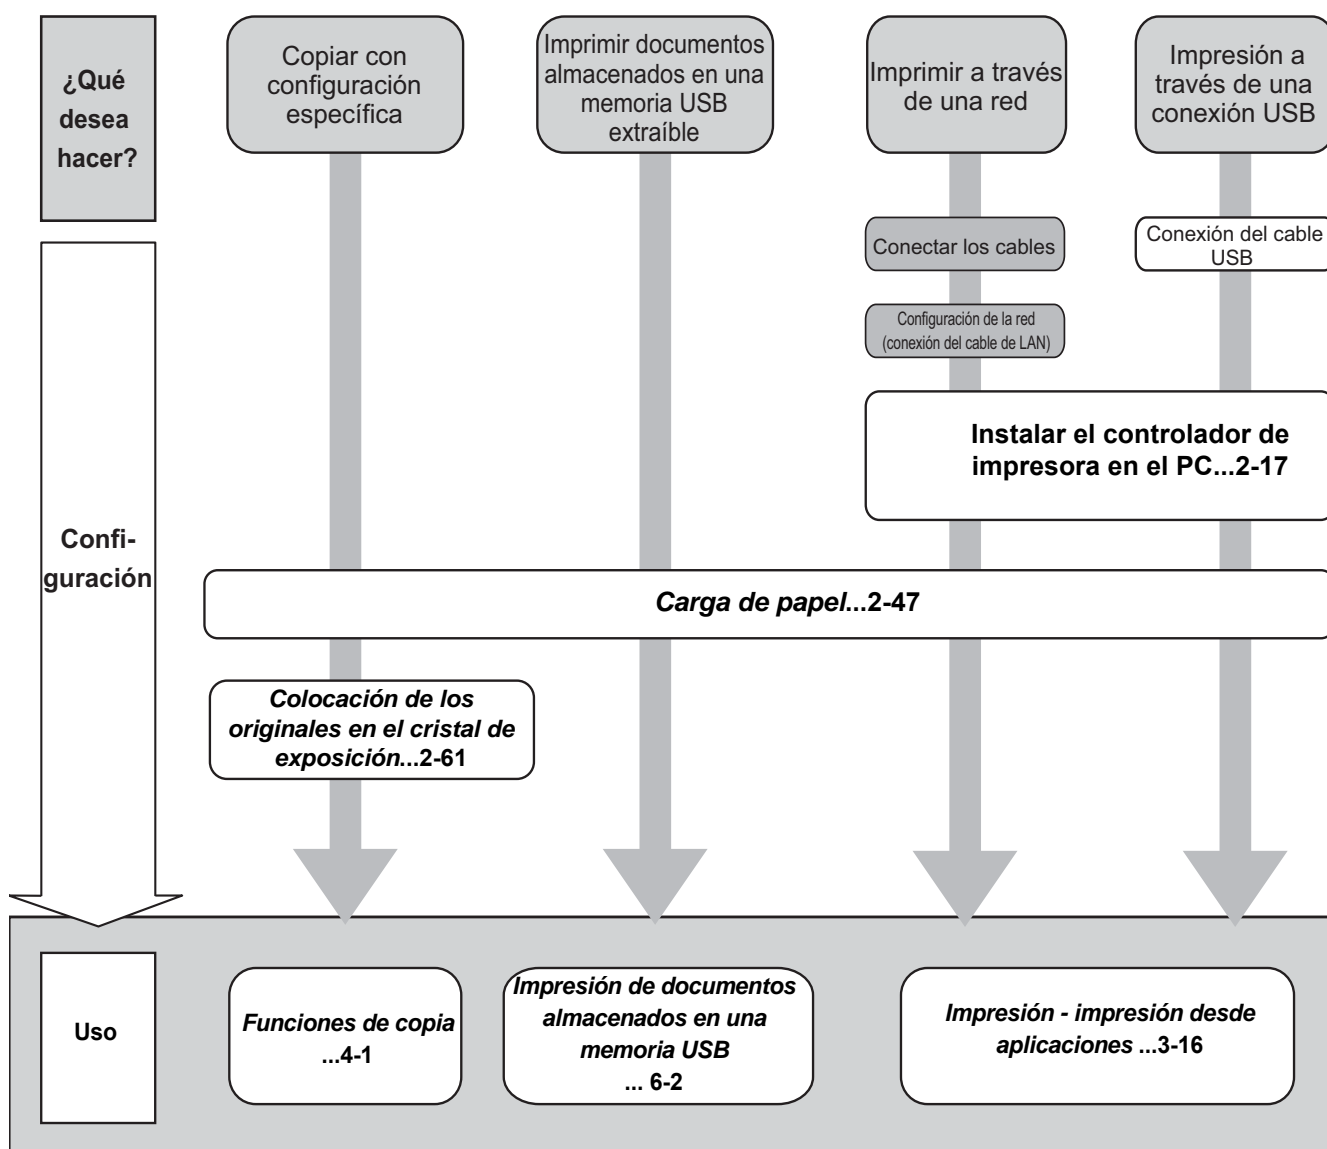 ¿Qué
desea
hacer?
Copiar con
configuración
específica
Imprimir documentos
almacenados en una
memoria USB
extraíble
Imprimir a través
de una red
Impresión a
través de una
conexión USB
Conectar los cables
Conexión del cable
USB
Configuración de la red
(conexión del cable de LAN)
Instalar el controlador de
impresora en el PC...2-17
Confi-
guración
Carga de papel...2-47
Colocación de los
originales en el cristal de
exposición...2-61
Uso
Funciones de copia
...4-1
Impresión de documentos
almacenados en una
memoria USB
... 6-2
Impresión - impresión desde
aplicaciones ...3-16